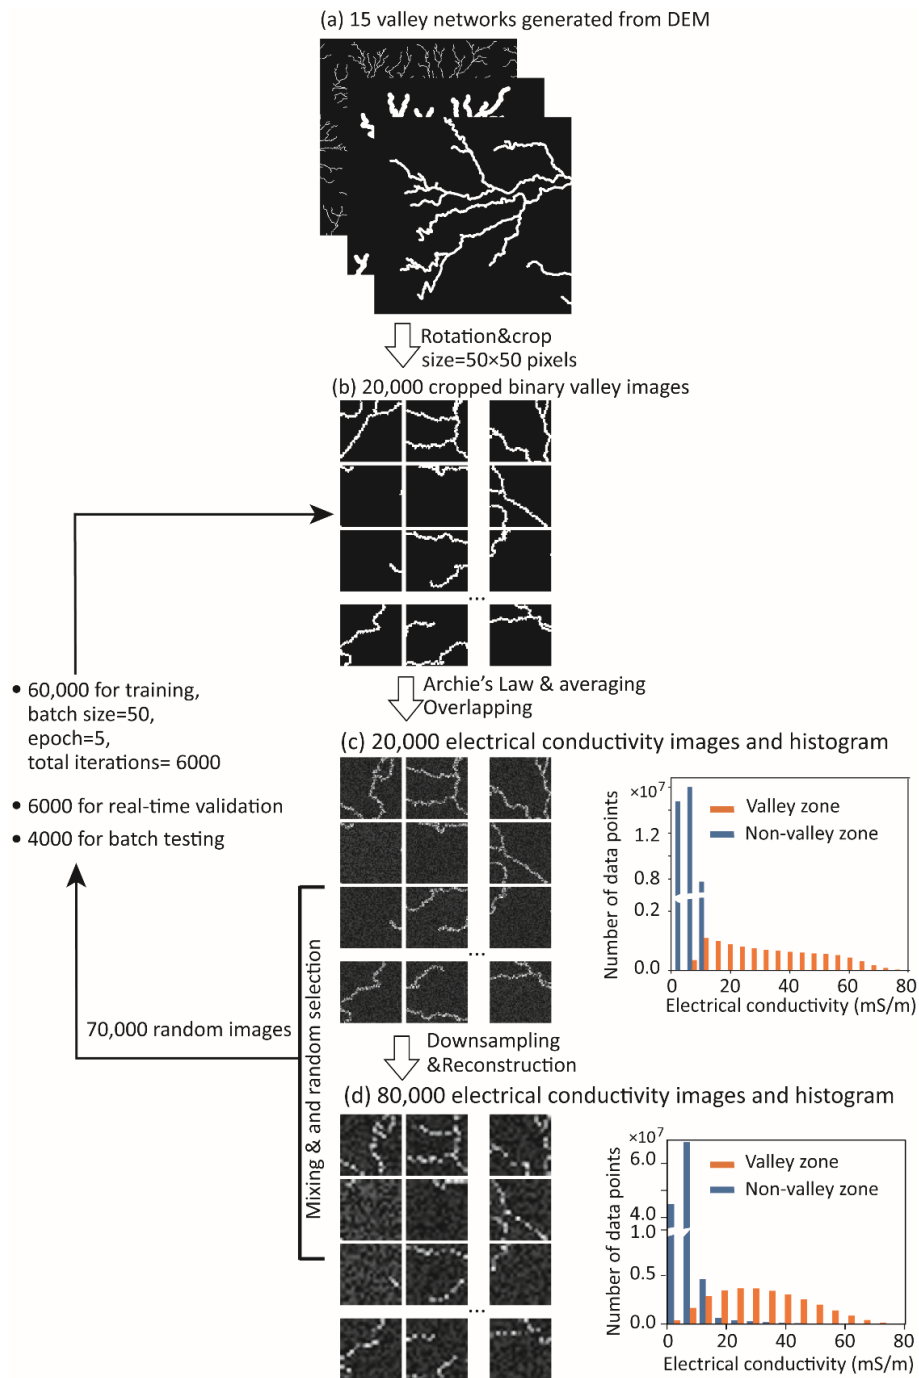 (a) 15 valley networks generated from DEM
Rotation&crop
size=50×50 pixels
(b) 20,000 cropped binary valley images
...
Archie's Law & averaging
Overlapping
• 60,000 for training,
batch size=50,
epoch=5,
total iterations= 6000
• 6000 for real-time validation
• 4000 for batch testing
(c) 20,000 electrical conductivity images and histogram
...
×10⁷
1.2
0.8
0.2
0.0
Number of data points
Valley zone
Non-valley zone
0 20 40 60 80
Electrical conductivity (mS/m)
70,000 random images
Mixing & and random selection
Downsampling
&Reconstruction
(d) 80,000 electrical conductivity images and histogram
...
×10⁷
6.0
4.0
1.0
0.5
0.0
Number of data points
Valley zone
Non-valley zone
0 20 40 60 80
Electrical conductivity (mS/m)